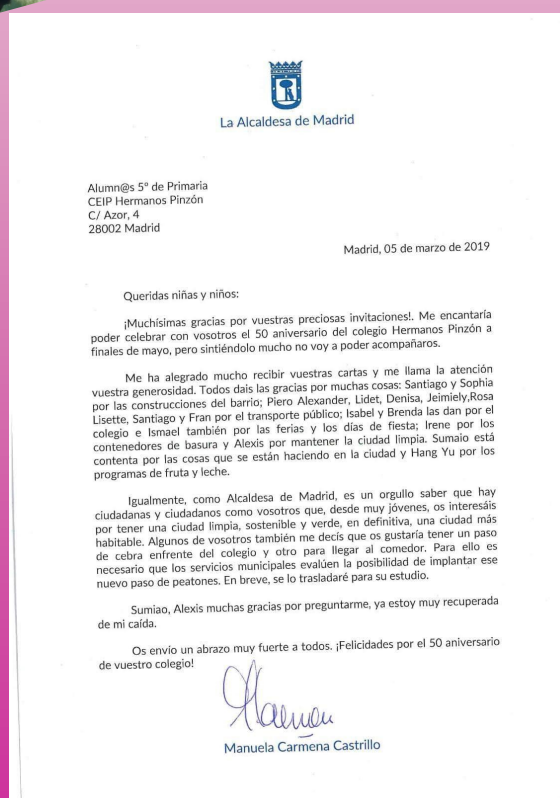 La Alcaldesa de Madrid
Alumn@s 5º de Primaria
CEIP Hermanos Pinzón
C/ Azor, 4
28002 Madrid
Madrid, 05 de marzo de 2019
Queridas niñas y niños:
¡Muchísimas gracias por vuestras preciosas invitaciones!. Me encantaría
poder celebrar con vosotros el 50 aniversario del colegio Hermanos Pinzón a
finales de mayo, pero sintiéndolo mucho no voy a poder acompañaros.
Me ha alegrado mucho recibir vuestras cartas y me llama la atención
vuestra generosidad. Todos dais las gracias por muchas cosas: Santiago y Sophia
por las construcciones del barrio; Piero Alexander, Lidet, Denisa, Jeimiely,Rosa
Lisette, Santiago y Fran por el transporte público; Isabel y Brenda las dan por el
colegio e Ismael también por las ferias y los días de fiesta; Irene por los
contenedores de basura y Alexis por mantener la ciudad limpia. Sumaio está
contenta por las cosas que se están haciendo en la ciudad y Hang Yu por los
programas de fruta y leche.
Igualmente, como Alcaldesa de Madrid, es un orgullo saber que hay
ciudadanas y ciudadanos como vosotros que, desde muy jóvenes, os interesáis
por tener una ciudad limpia, sostenible y verde, en definitiva, una ciudad más
habitable. Algunos de vosotros también me decís que os gustaría tener un paso
de cebra enfrente del colegio y otro para llegar al comedor. Para ello es
necesario que los servicios municipales evalúen la posibilidad de implantar ese
nuevo paso de peatones. En breve, se lo trasladaré para su estudio.
Sumiao, Alexis muchas gracias por preguntarme, ya estoy muy recuperada
de mi caída.
Os envío un abrazo muy fuerte a todos. ¡Felicidades por el 50 aniversario
de vuestro colegio!
Manuela Carmena Castrillo